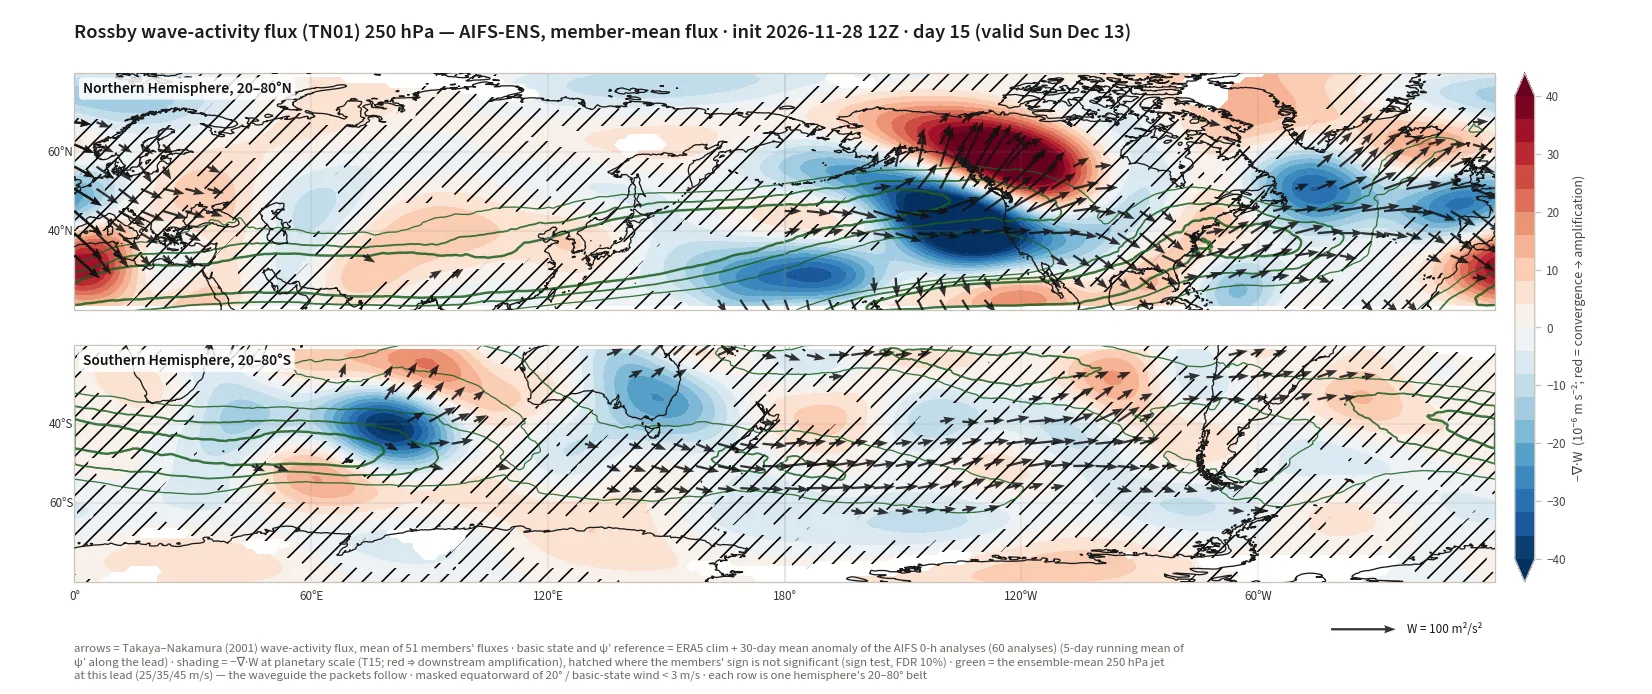 Rossby wave-activity flux (TN01) 250 hPa — AIFS-ENS, member-mean flux · init 2026-11-28 12Z · day 15 (valid Sun Dec 13)
Northern Hemisphere, 20–80°N
60°N
40°N
Southern Hemisphere, 20–80°S
40°S
60°S
0°
60°E
120°E
180°
120°W
60°W
40
30
20
10
0
−10
−20
−30
−40
−∇·W (10⁻⁶ m s⁻²; red = convergence → amplification)
W = 100 m²/s²
arrows = Takaya–Nakamura (2001) wave-activity flux, mean of 51 members' fluxes · basic state and ψ' reference = ERA5 clim + 30-day mean anomaly of the AIFS 0-h analyses (60 analyses) (5-day running mean of
ψ' along the lead) · shading = −∇·W at planetary scale (T15; red ⇒ downstream amplification), hatched where the members' sign is not significant (sign test, FDR 10%) · green = the ensemble-mean 250 hPa jet
at this lead (25/35/45 m/s) — the waveguide the packets follow · masked equatorward of 20° / basic-state wind < 3 m/s · each row is one hemisphere's 20–80° belt